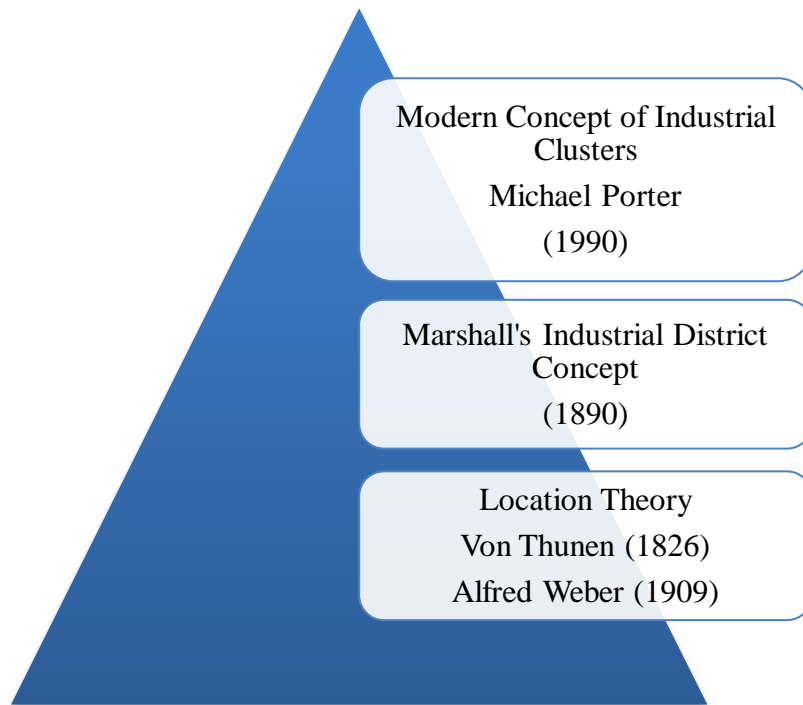 Modern Concept of Industrial
Clusters
Michael Porter
(1990)
Marshall's Industrial District
Concept
(1890)
Location Theory
Von Thunen (1826)
Alfred Weber (1909)